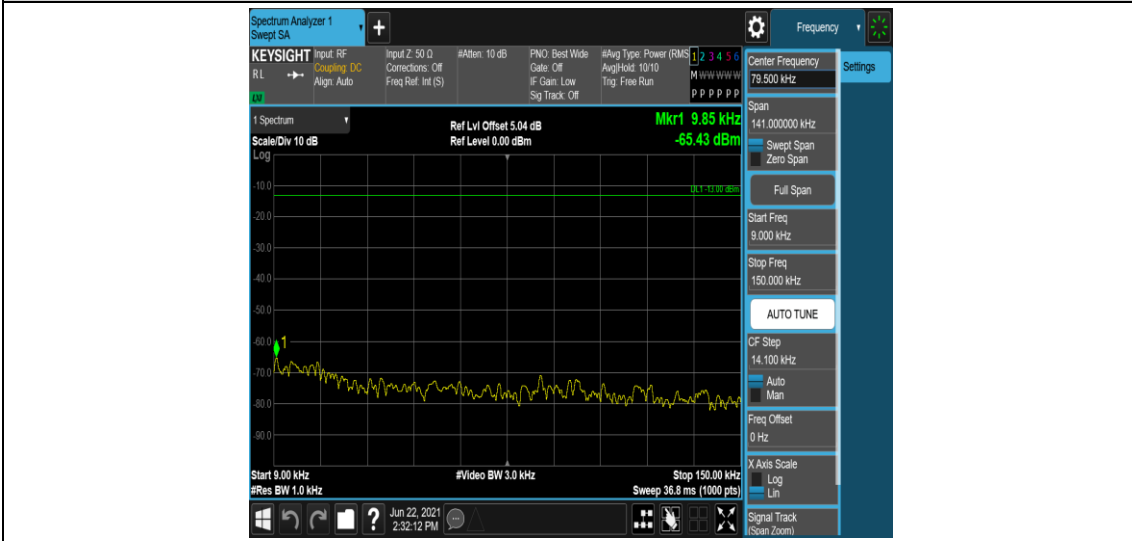 Spectrum Analyzer 1
Swept SA
+
Frequency
KEYSIGHT
RL
LM
Input: RF
Coupling: DC
Align: Auto
Input Z: 50 Ω
Corrections: Off
Freq Ref: Int (S)
#Atten: 10 dB
PNO: Best Wide
Gate: Off
IF Gain: Low
Sig Track: Off
#Avg Type: Power (RMS
Avg|Hold: 10/10
Trig: Free Run
1 2 3 4 5 6
M W W W W W
P P P P P P
1 Spectrum
Scale/Div 10 dB
Log
Ref Lvl Offset 5.04 dB
Ref Level 0.00 dBm
Mkr1 9.85 kHz
-65.43 dBm
DL1 -13.00 dBm
-10.0
-20.0
-30.0
-40.0
-50.0
-60.0
1
-70.0
-80.0
-90.0
Start 9.00 kHz
#Res BW 1.0 kHz
#Video BW 3.0 kHz
Stop 150.00 kHz
Sweep 36.8 ms (1000 pts)
Center Frequency
79.500 kHz
Settings
Span
141.000000 kHz
Swept Span
Zero Span
Full Span
Start Freq
9.000 kHz
Stop Freq
150.000 kHz
AUTO TUNE
CF Step
14.100 kHz
Auto
Man
Freq Offset
0 Hz
X Axis Scale
Log
Lin
Signal Track
(Span Zoom)
?
Jun 22, 2021
2:32:12 PM